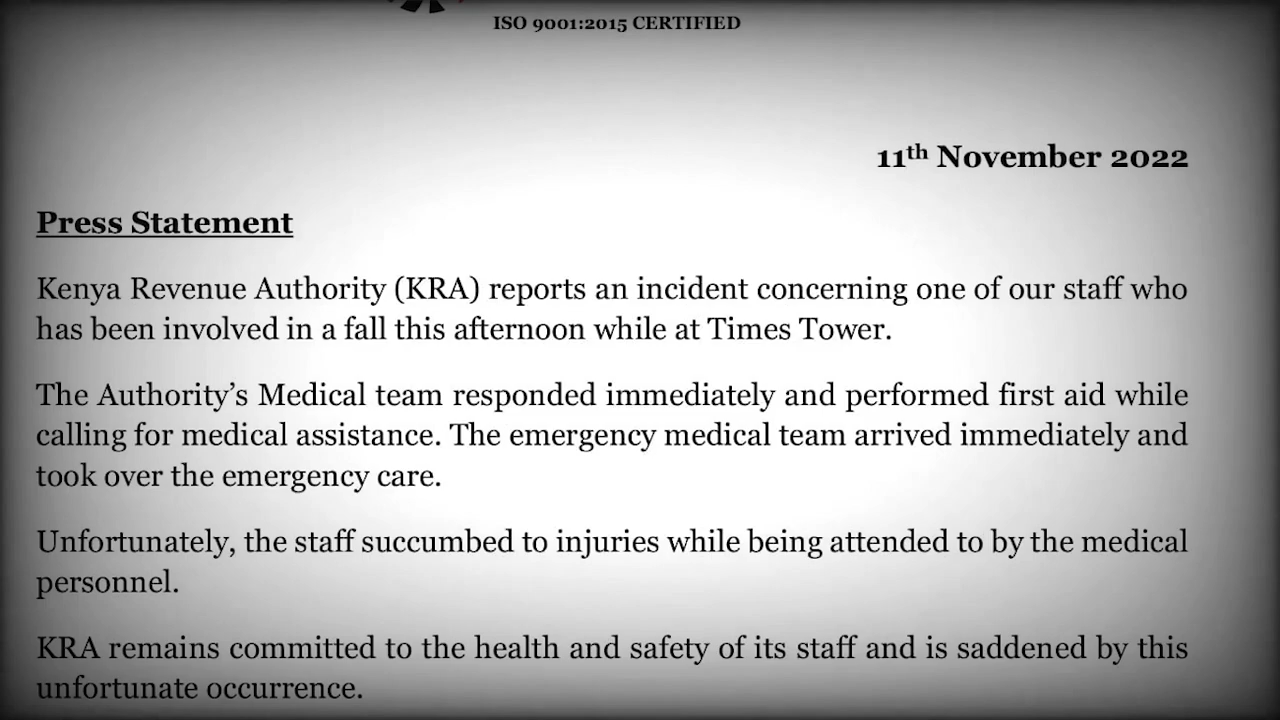 ISO 9001:2015 CERTIFIED
11th November 2022
Press Statement
Kenya Revenue Authority (KRA) reports an incident concerning one of our staff who
has been involved in a fall this afternoon while at Times Tower.
The Authority’s Medical team responded immediately and performed first aid while
calling for medical assistance. The emergency medical team arrived immediately and
took over the emergency care.
Unfortunately, the staff succumbed to injuries while being attended to by the medical
personnel.
KRA remains committed to the health and safety of its staff and is saddened by this
unfortunate occurrence.